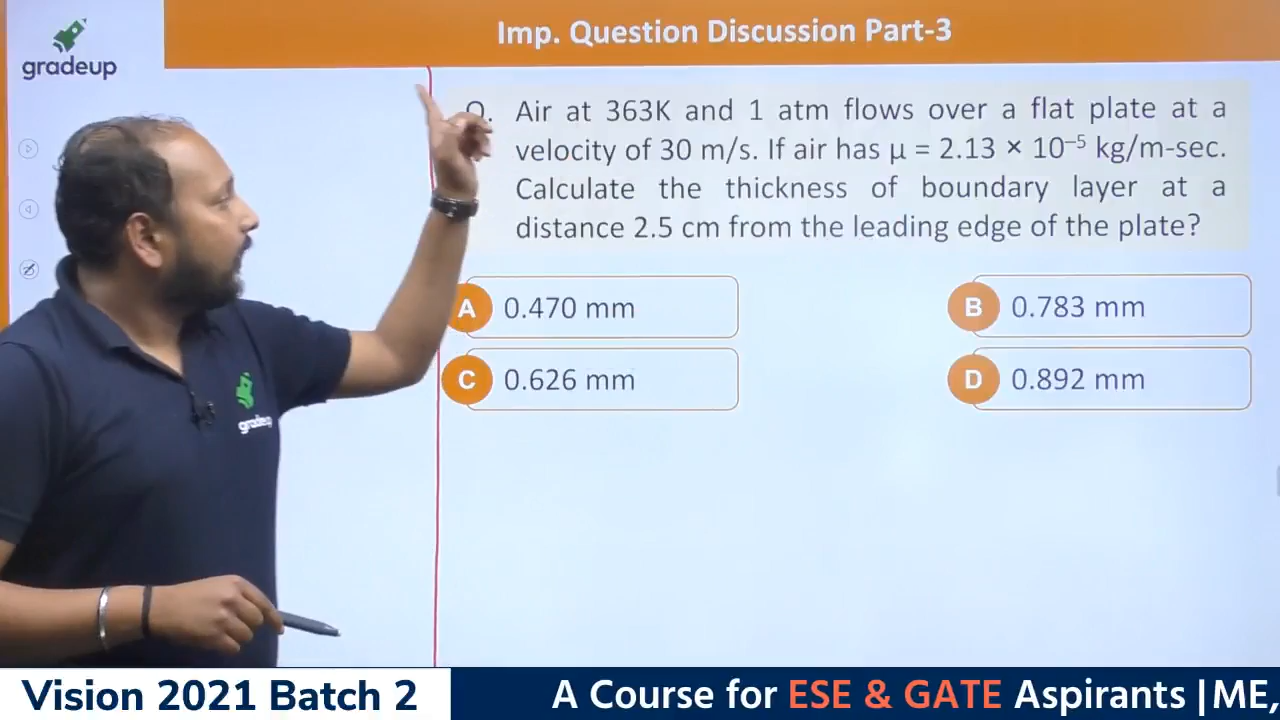 gradeup
Imp. Question Discussion Part-3
Q. Air at 363K and 1 atm flows over a flat plate at a
velocity of 30 m/s. If air has μ = 2.13 × 10⁻⁵ kg/m-sec.
Calculate the thickness of boundary layer at a
distance 2.5 cm from the leading edge of the plate?
A 0.470 mm
B 0.783 mm
C 0.626 mm
D 0.892 mm
gradeup
Vision 2021 Batch 2
A Course for ESE & GATE Aspirants |ME,